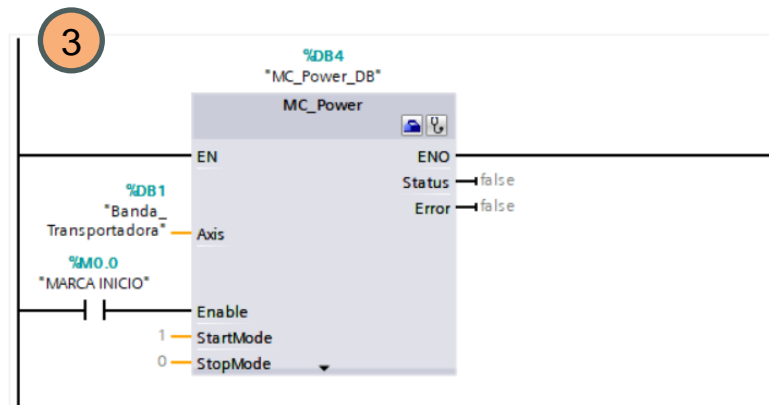 3
%DB4
"MC_Power_DB"
MC_Power
EN
ENO
Status
false
Error
false
%DB1
"Banda_
Transportadora"
Axis
%M0.0
"MARCA INICIO"
Enable
1
StartMode
0
StopMode